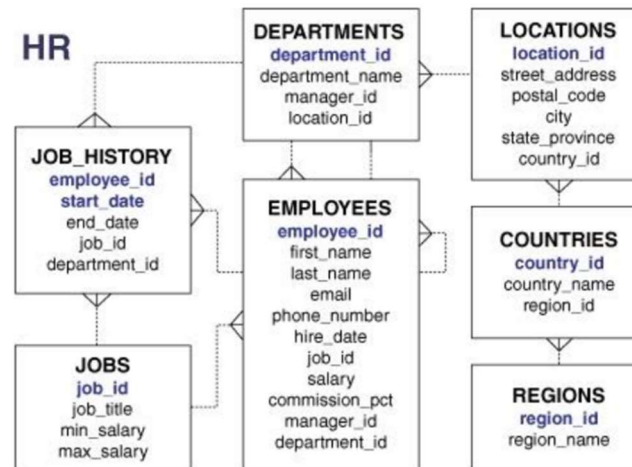 HR
DEPARTMENTS
department_id
department_name
manager_id
location_id
LOCATIONS
location_id
street_address
postal_code
city
state_province
country_id
JOB_HISTORY
employee_id
start_date
end_date
job_id
department_id
EMPLOYEES
employee_id
first_name
last_name
email
phone_number
hire_date
job_id
salary
commission_pct
manager_id
department_id
COUNTRIES
country_id
country_name
region_id
JOBS
job_id
job_title
min_salary
max_salary
REGIONS
region_id
region_name